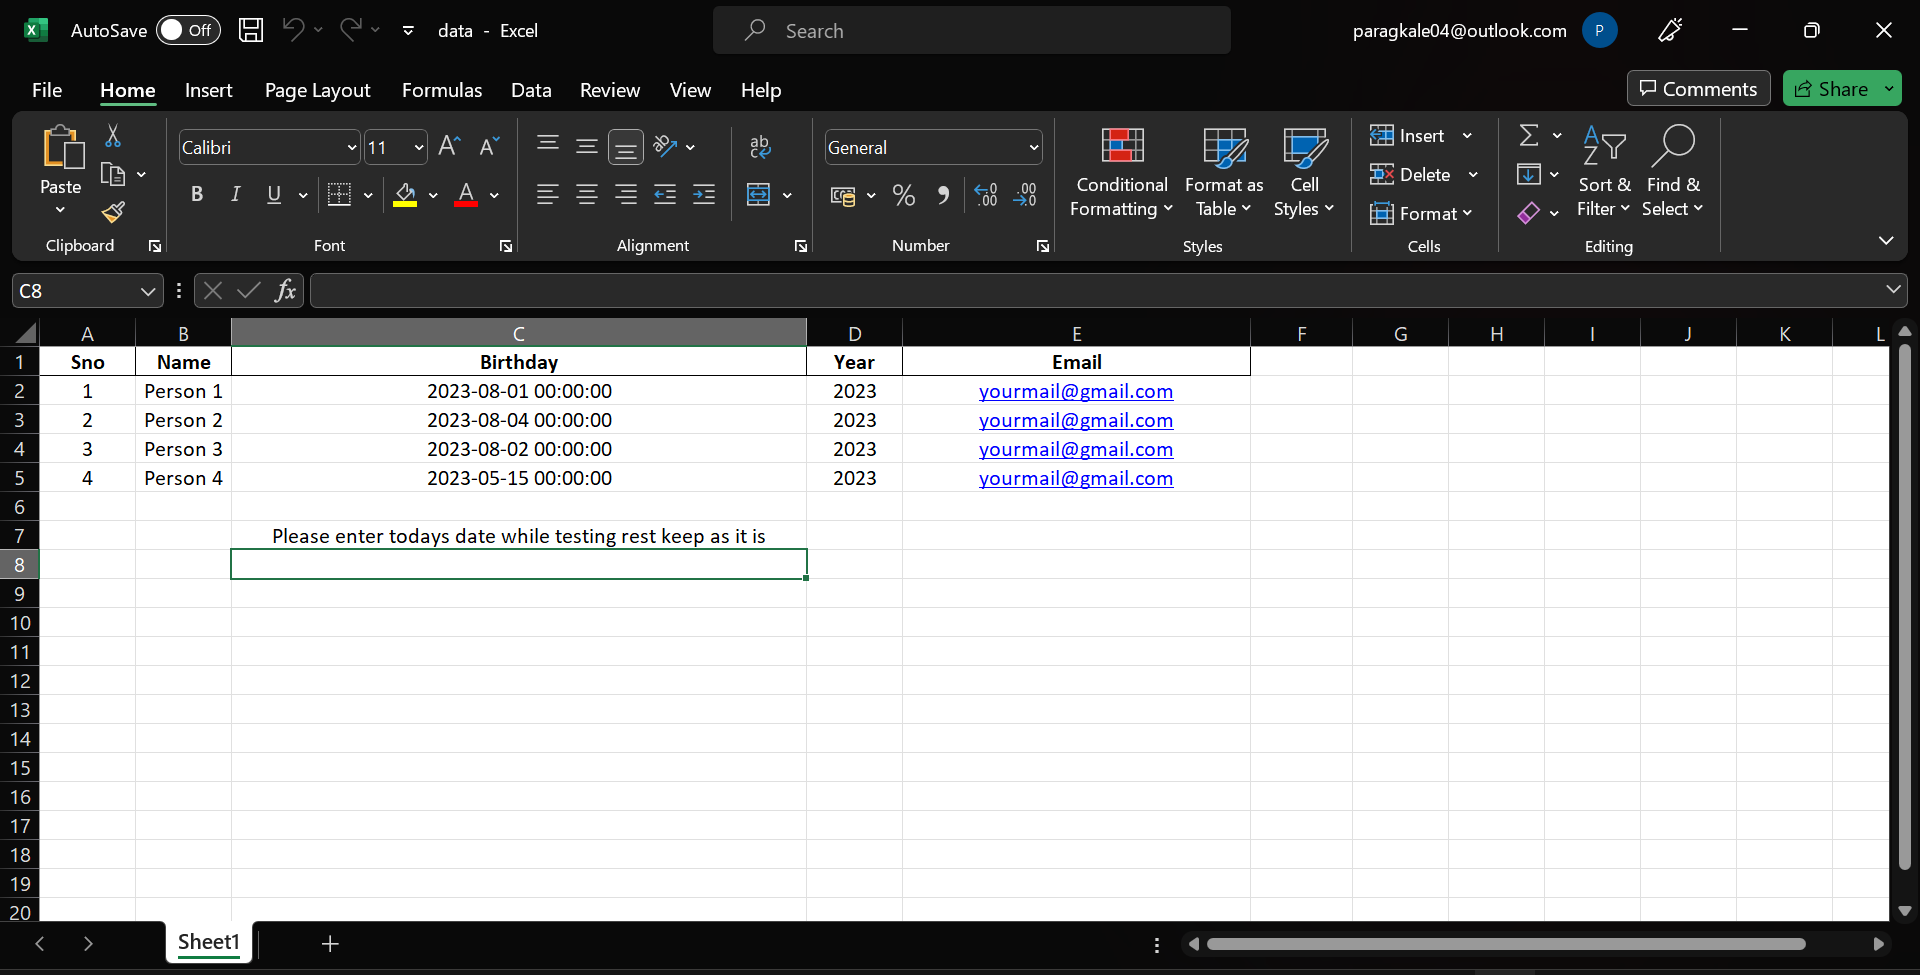 AutoSave Off data - Excel Search paragkale04@outlook.com P
File Home Insert Page Layout Formulas Data Review View Help Comments Share
Paste
Clipboard
Calibri 11
B I U A
Font
ab
Alignment
General
% .00 .00
Number
Conditional Formatting
Format as Table
Cell Styles
Styles
Insert
Delete
Format
Cells
Sort & Filter
Find & Select
Editing
C8 fx
A B C D E F G H I J K L
1 Sno Name Birthday Year Email
2 1 Person 1 2023-08-01 00:00:00 2023 yourmail@gmail.com
3 2 Person 2 2023-08-04 00:00:00 2023 yourmail@gmail.com
4 3 Person 3 2023-08-02 00:00:00 2023 yourmail@gmail.com
5 4 Person 4 2023-05-15 00:00:00 2023 yourmail@gmail.com
6
7 Please enter todays date while testing rest keep as it is
8
9
10
11
12
13
14
15
16
17
18
19
20
Sheet1